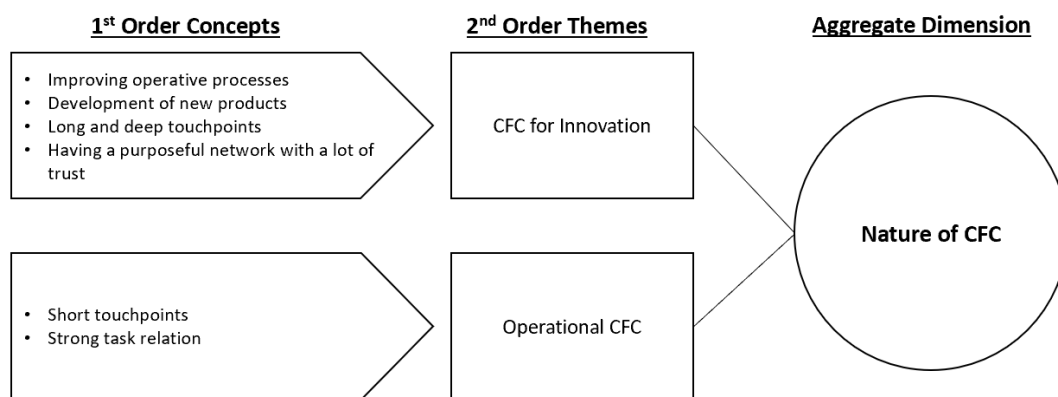 1st Order Concepts
2nd Order Themes
Aggregate Dimension
• Improving operative processes
• Development of new products
• Long and deep touchpoints
• Having a purposeful network with a lot of
trust
CFC for Innovation
Nature of CFC
• Short touchpoints
• Strong task relation
Operational CFC